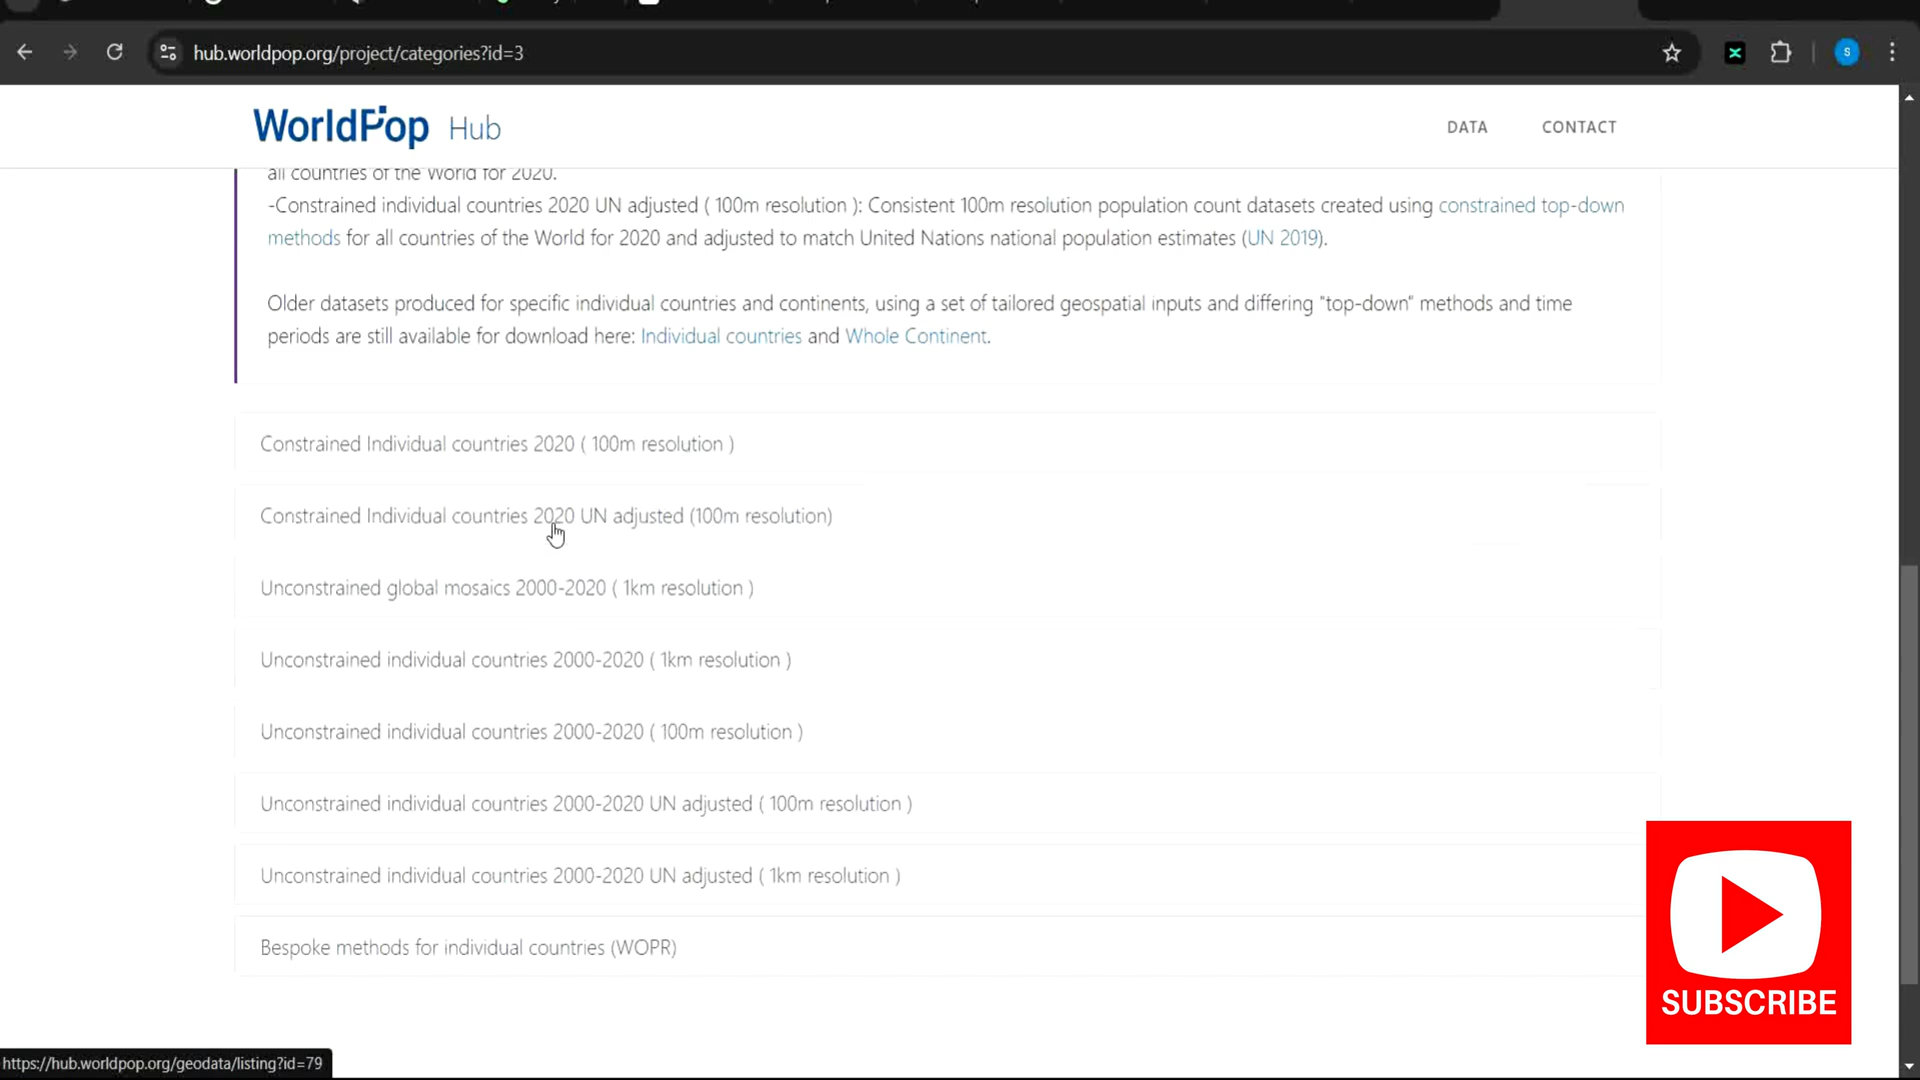 hub.worldpop.org/project/categories?id=3
S
WorldPop Hub
DATA
CONTACT
all countries of the World for 2020.
-Constrained individual countries 2020 UN adjusted ( 100m resolution ): Consistent 100m resolution population count datasets created using constrained top-down
methods for all countries of the World for 2020 and adjusted to match United Nations national population estimates (UN 2019).
Older datasets produced for specific individual countries and continents, using a set of tailored geospatial inputs and differing "top-down" methods and time
periods are still available for download here: Individual countries and Whole Continent.
Constrained Individual countries 2020 ( 100m resolution )
Constrained Individual countries 2020 UN adjusted (100m resolution)
Unconstrained global mosaics 2000-2020 ( 1km resolution )
Unconstrained individual countries 2000-2020 ( 1km resolution )
Unconstrained individual countries 2000-2020 ( 100m resolution )
Unconstrained individual countries 2000-2020 UN adjusted ( 100m resolution )
Unconstrained individual countries 2000-2020 UN adjusted ( 1km resolution )
Bespoke methods for individual countries (WOPR)
SUBSCRIBE
https://hub.worldpop.org/geodata/listing?id=79